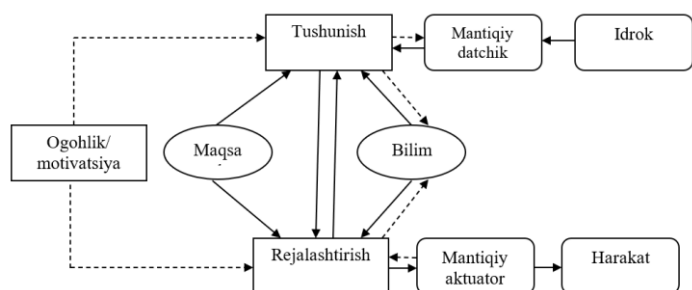 Tushunish
Mantiqiy
datchik
Idrok
Ogohlik/
motivatsiya
Maqsa
Bilim
Rejalashtirish
Mantiqiy
aktuator
Harakat